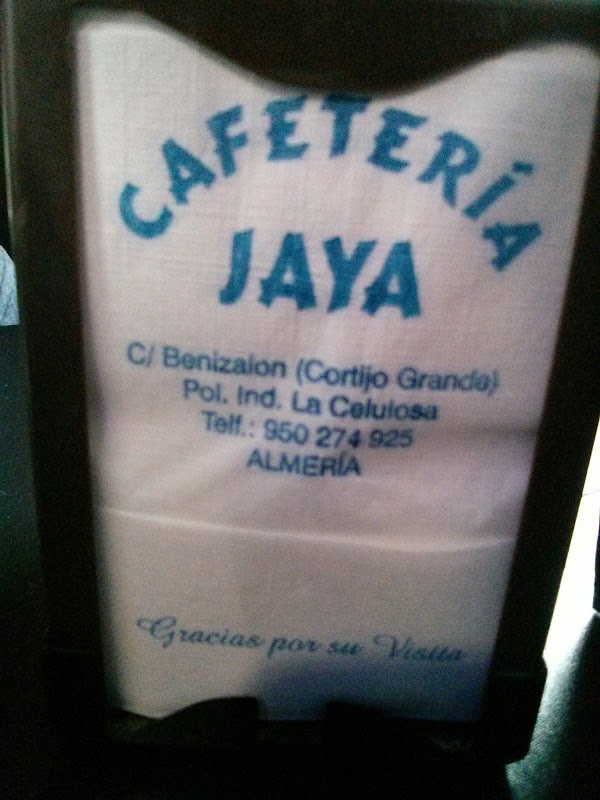 CAFETERÍA
JAYA
C/ Benizalon (Cortijo Grande)
Pol. Ind. La Celulosa
Telf.: 950 274 925
ALMERÍA
Gracias por su Visita